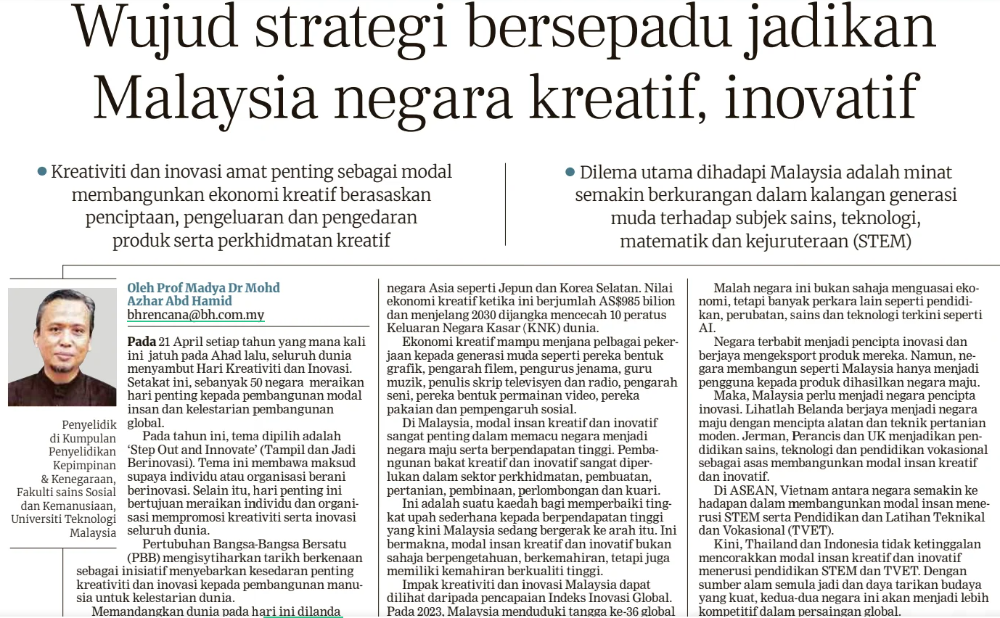 Wujud strategi bersepadu jadikan
Malaysia negara kreatif, inovatif
● Kreativiti dan inovasi amat penting sebagai modal
membangunkan ekonomi kreatif berasaskan
penciptaan, pengeluaran dan pengedaran
produk serta perkhidmatan kreatif
● Dilema utama dihadapi Malaysia adalah minat
semakin berkurangan dalam kalangan generasi
muda terhadap subjek sains, teknologi,
matematik dan kejuruteraan (STEM)
Penyelidik
di Kumpulan
Penyelidikan
Kepimpinan
& Kenegaraan,
Fakulti sains Sosial
dan Kemanusiaan,
Universiti Teknologi
Malaysia
Oleh Prof Madya Dr Mohd
Azhar Abd Hamid
bhrencana@bh.com.my
Pada 21 April setiap tahun yang mana kali
ini jatuh pada Ahad lalu, seluruh dunia
menyambut Hari Kreativiti dan Inovasi.
Setakat ini, sebanyak 50 negara meraikan
hari penting kepada pembangunan modal
insan dan kelestarian pembangunan
global.
Pada tahun ini, tema dipilih adalah
‘Step Out and Innovate’ (Tampil dan Jadi
Berinovasi). Tema ini membawa maksud
supaya individu atau organisasi berani
berinovasi. Selain itu, hari penting ini
bertujuan meraikan individu dan organi-
sasi mempromosi kreativiti serta inovasi
seluruh dunia.
Pertubuhan Bangsa-Bangsa Bersatu
(PBB) mengisytiharkan tarikh berkenaan
sebagai inisiatif menyebarkan kesedaran penting
kreativiti dan inovasi kepada pembangunan manu-
sia untuk kelestarian dunia.
Memandangkan dunia pada hari ini dilanda
negara Asia seperti Jepun dan Korea Selatan. Nilai
ekonomi kreatif ketika ini berjumlah AS$985 bilion
dan menjelang 2030 dijangka mencecah 10 peratus
Keluaran Negara Kasar (KNK) dunia.
Ekonomi kreatif mampu menjana pelbagai peker-
jaan kepada generasi muda seperti pereka bentuk
grafik, pengarah filem, pengurus jenama, guru
muzik, penulis skrip televisyen dan radio, pengarah
seni, pereka bentuk permainan video, pereka
pakaian dan pempengaruh sosial.
Di Malaysia, modal insan kreatif dan inovatif
sangat penting dalam memacu negara menjadi
negara maju serta berpendapatan tinggi. Pemba-
ngunan bakat kreatif dan inovatif sangat diper-
lukan dalam sektor perkhidmatan, pembuatan,
pertanian, pembinaan, perlombongan dan kuari.
Ini adalah suatu kaedah bagi memperbaiki ting-
kat upah sederhana kepada berpendapatan tinggi
yang kini Malaysia sedang bergerak ke arah itu. Ini
bermakna, modal insan kreatif dan inovatif bukan
sahaja berpengetahuan, berkemahiran, tetapi juga
memiliki kemahiran berkualiti tinggi.
Impak kreativiti dan inovasi Malaysia dapat
dilihat daripada pencapaian Indeks Inovasi Global.
Pada 2023, Malaysia menduduki tangga ke-36 global
Malah negara ini bukan sahaja menguasai eko-
nomi, tetapi banyak perkara lain seperti pendidi-
kan, perubatan, sains dan teknologi terkini seperti
AI.
Negara terbabit menjadi pencipta inovasi dan
berjaya mengeksport produk mereka. Namun, ne-
gara membangun seperti Malaysia hanya menjadi
pengguna kepada produk dihasilkan negara maju.
Maka, Malaysia perlu menjadi negara pencipta
inovasi. Lihatlah Belanda berjaya menjadi negara
maju dengan mencipta alatan dan teknik pertanian
moden. Jerman, Perancis dan UK menjadikan pen-
didikan sains, teknologi dan pendidikan vokasional
sebagai asas membangunkan modal insan kreatif
dan inovatif.
Di ASEAN, Vietnam antara negara semakin ke
hadapan dalam membangunkan modal insan mene-
rusi STEM serta Pendidikan dan Latihan Teknikal
dan Vokasional (TVET).
Kini, Thailand dan Indonesia tidak ketinggalan
mencorakkan modal insan kreatif dan inovatif
menerusi pendidikan STEM dan TVET. Dengan
sumber alam semula jadi dan daya tarikan budaya
yang kuat, kedua-dua negara ini akan menjadi lebih
kompetitif dalam persaingan global.